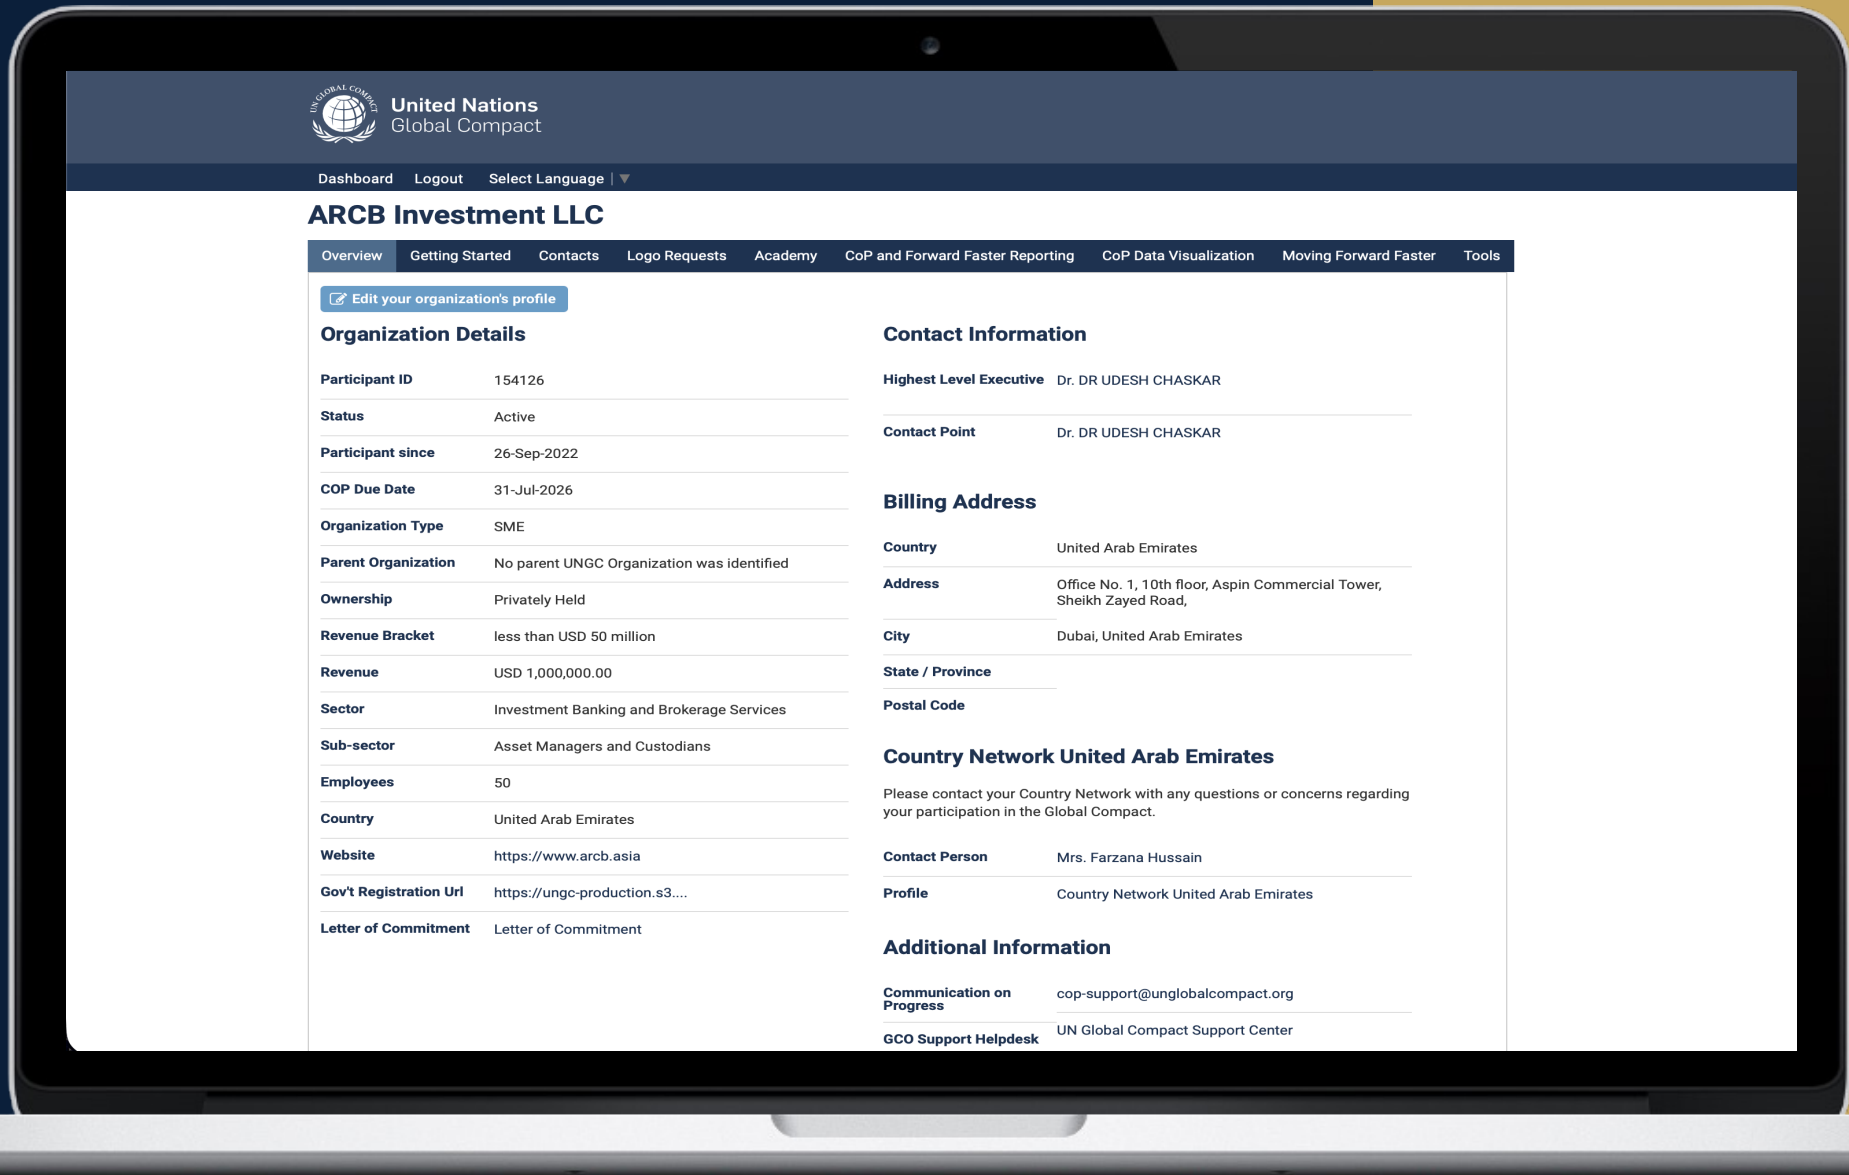 UN GLOBAL COMPACT
United Nations
Global Compact
Dashboard Logout Select Language | ▼
ARCB Investment LLC
Overview Getting Started Contacts Logo Requests Academy CoP and Forward Faster Reporting CoP Data Visualization Moving Forward Faster Tools
Edit your organization's profile
Organization Details
Participant ID 154126
Status Active
Participant since 26-Sep-2022
COP Due Date 31-Jul-2026
Organization Type SME
Parent Organization No parent UNGC Organization was identified
Ownership Privately Held
Revenue Bracket less than USD 50 million
Revenue USD 1,000,000.00
Sector Investment Banking and Brokerage Services
Sub-sector Asset Managers and Custodians
Employees 50
Country United Arab Emirates
Website https://www.arcb.asia
Gov't Registration Url https://ungc-production.s3....
Letter of Commitment Letter of Commitment
Contact Information
Highest Level Executive Dr. DR UDESH CHASKAR
Contact Point Dr. DR UDESH CHASKAR
Billing Address
Country United Arab Emirates
Address Office No. 1, 10th floor, Aspin Commercial Tower,
Sheikh Zayed Road,
City Dubai, United Arab Emirates
State / Province
Postal Code
Country Network United Arab Emirates
Please contact your Country Network with any questions or concerns regarding
your participation in the Global Compact.
Contact Person Mrs. Farzana Hussain
Profile Country Network United Arab Emirates
Additional Information
Communication on
Progress cop-support@unglobalcompact.org
GCO Support Helpdesk UN Global Compact Support Center